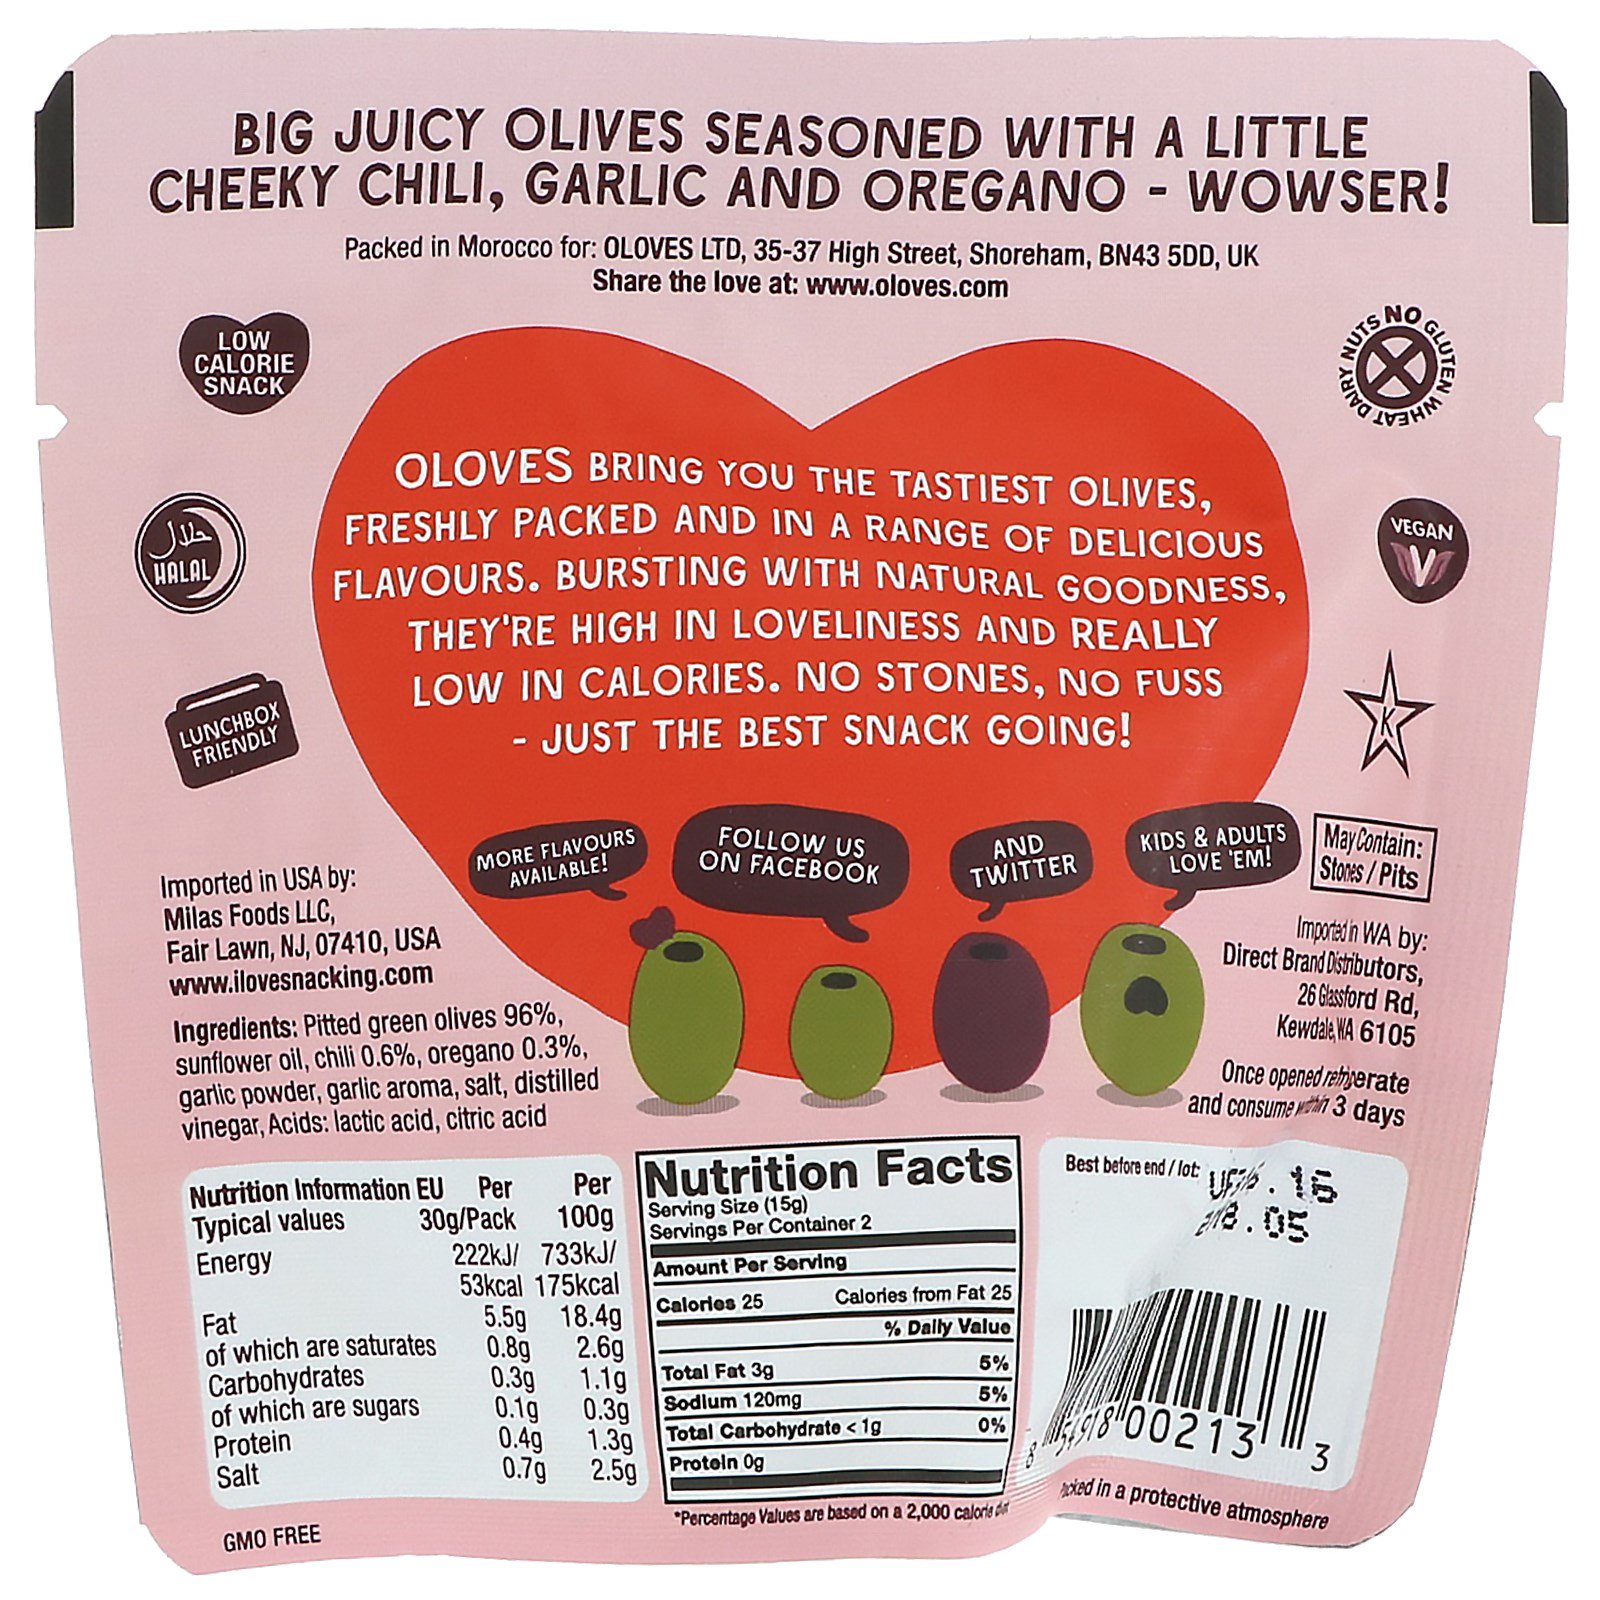 BIG JUICY OLIVES SEASONED WITH A LITTLE
CHEEKY CHILI, GARLIC AND OREGANO - WOWSER!
Packed in Morocco for: OLOVES LTD, 35-37 High Street, Shoreham, BN43 5DD, UK
Share the love at: www.oloves.com
LOW
CALORIE
SNACK
NO GLUTEN WHEAT DAIRY NUTS
OLOVES BRING YOU THE TASTIEST OLIVES,
FRESHLY PACKED AND IN A RANGE OF DELICIOUS
FLAVOURS. BURSTING WITH NATURAL GOODNESS,
THEY'RE HIGH IN LOVELINESS AND REALLY
LOW IN CALORIES. NO STONES, NO FUSS
- JUST THE BEST SNACK GOING!
حلال
HALAL
VEGAN
V
LUNCHBOX
FRIENDLY
K
MORE FLAVOURS
AVAILABLE!
FOLLOW US
ON FACEBOOK
AND
TWITTER
KIDS & ADULTS
LOVE 'EM!
May Contain:
Stones / Pits
Imported in USA by:
Milas Foods LLC,
Fair Lawn, NJ, 07410, USA
www.ilovesnacking.com
Imported in WA by:
Direct Brand Distributors,
26 Glassford Rd,
Kewdale, WA 6105
Once opened refrigerate
and consume within 3 days
Ingredients: Pitted green olives 96%,
sunflower oil, chili 0.6%, oregano 0.3%,
garlic powder, garlic aroma, salt, distilled
vinegar, Acids: lactic acid, citric acid
Nutrition Information EU Per Per
Typical values 30g/Pack 100g
Energy 222kJ/ 733kJ/
53kcal 175kcal
Fat 5.5g 18.4g
of which are saturates 0.8g 2.6g
Carbohydrates 0.3g 1.1g
of which are sugars 0.1g 0.3g
Protein 0.4g 1.3g
Salt 0.7g 2.5g
GMO FREE
Nutrition Facts
Serving Size (15g)
Servings Per Container 2
Amount Per Serving
Calories 25 Calories from Fat 25
% Daily Value
Total Fat 3g 5%
Sodium 120mg 5%
Total Carbohydrate < 1g 0%
Protein 0g
*Percentage Values are based on a 2,000 calorie diet
Best before end / lot:
8 54978 00213 3
Packed in a protective atmosphere